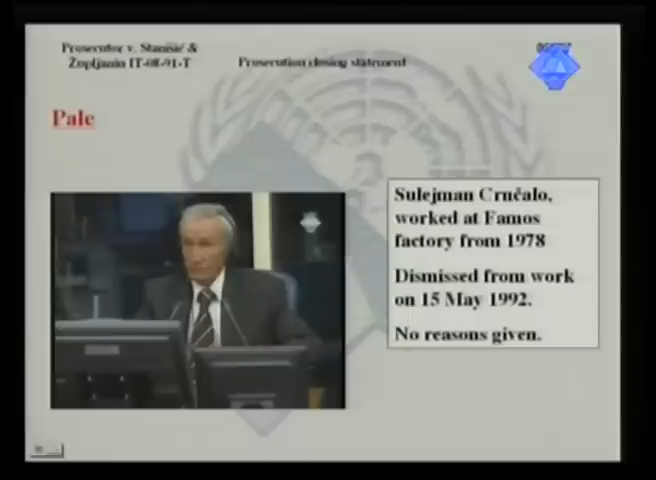 Prosecutor v. Stanišić &
Župljanin IT-08-91-T
Prosecution closing statement
Pale
Sulejman Crnčalo,
worked at Famos
factory from 1978
Dismissed from work
on 15 May 1992.
No reasons given.